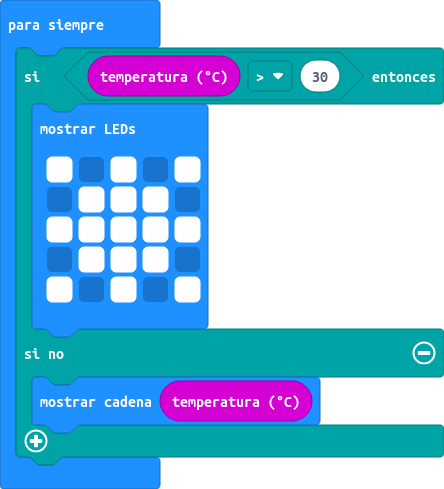 para siempre
si temperatura (°C) > 30 entonces
mostrar LEDs
si no
mostrar cadena temperatura (°C)